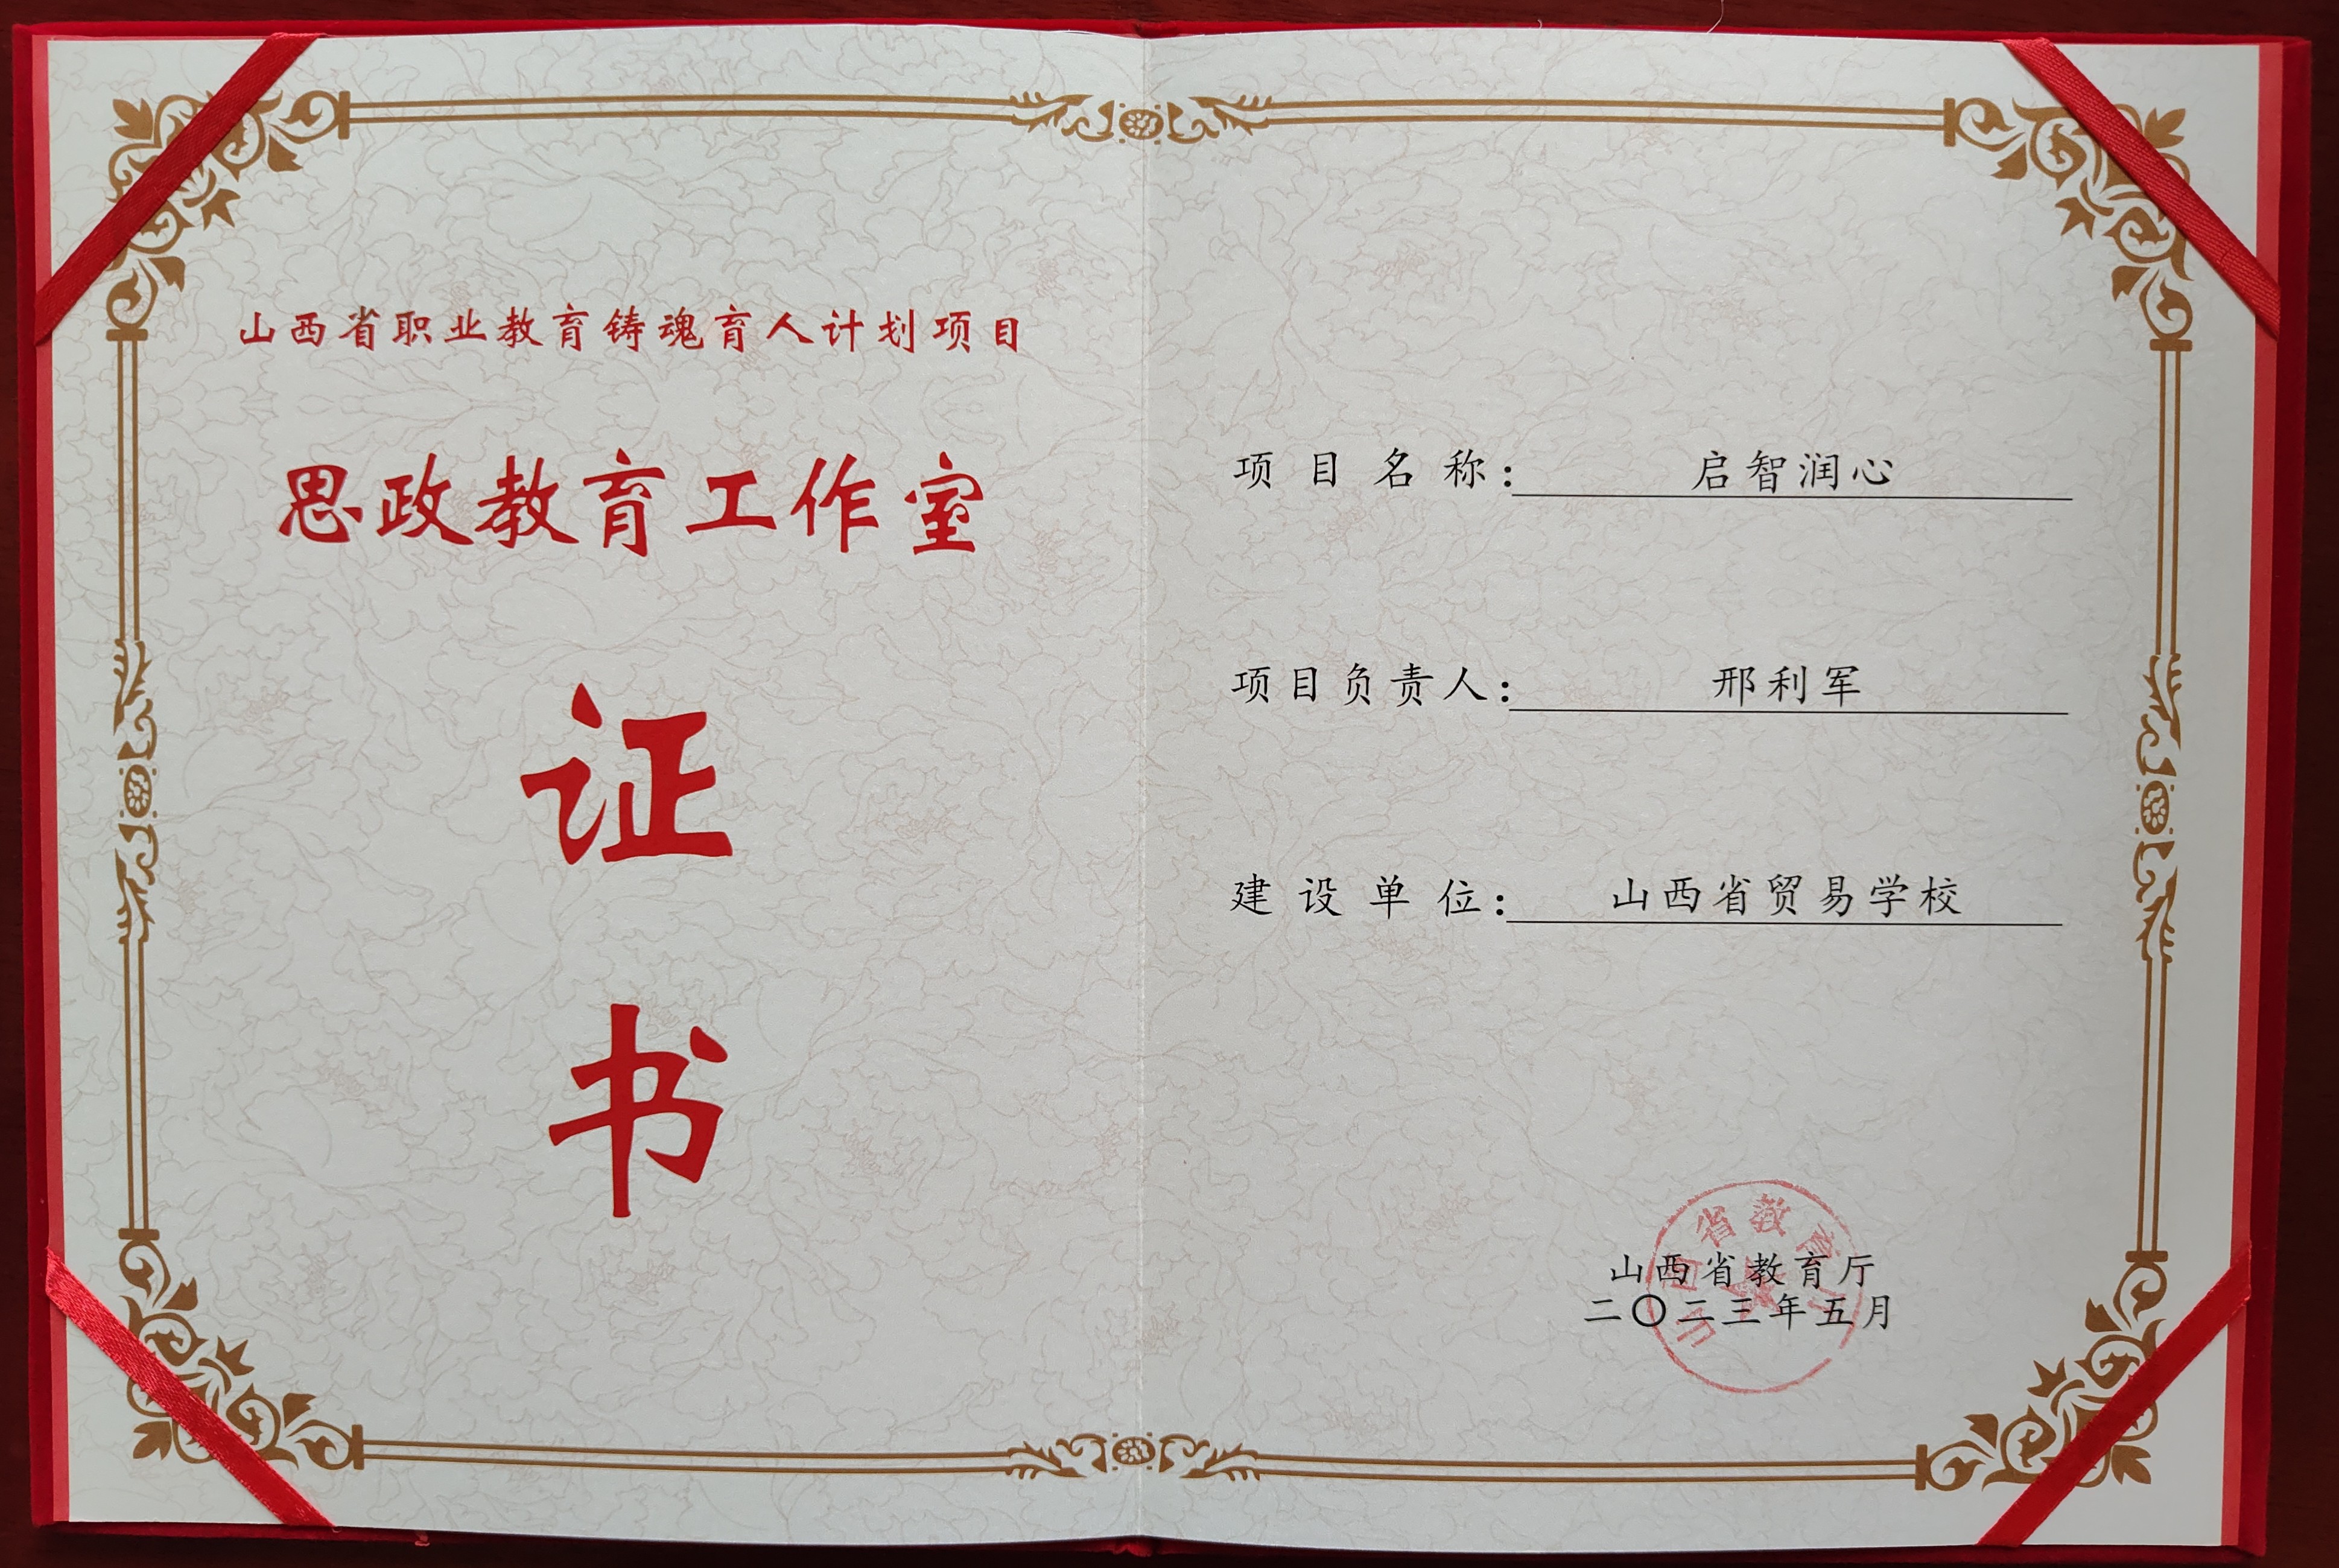 山西省职业教育铸魂育人计划项目
思政教育工作室
证
书
项目名称：启智润心
项目负责人：邢利军
建设单位：山西省贸易学校
山西省教育厅
二〇二三年五月